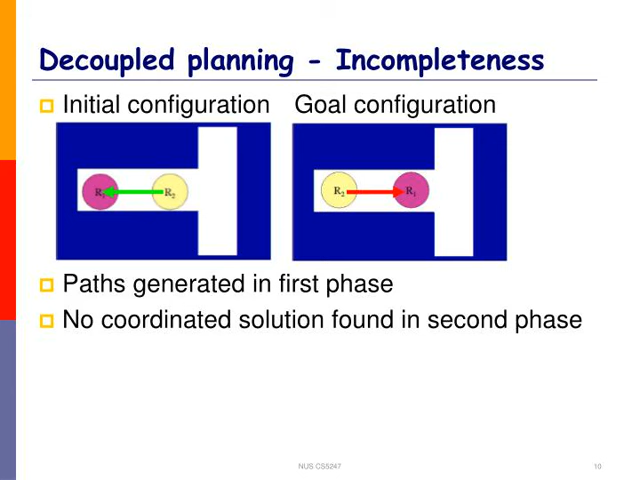 Decoupled planning - Incompleteness
Initial configuration Goal configuration
R₁ R₂ R₂ R₁
Paths generated in first phase
No coordinated solution found in second phase
NUS CS5247 10